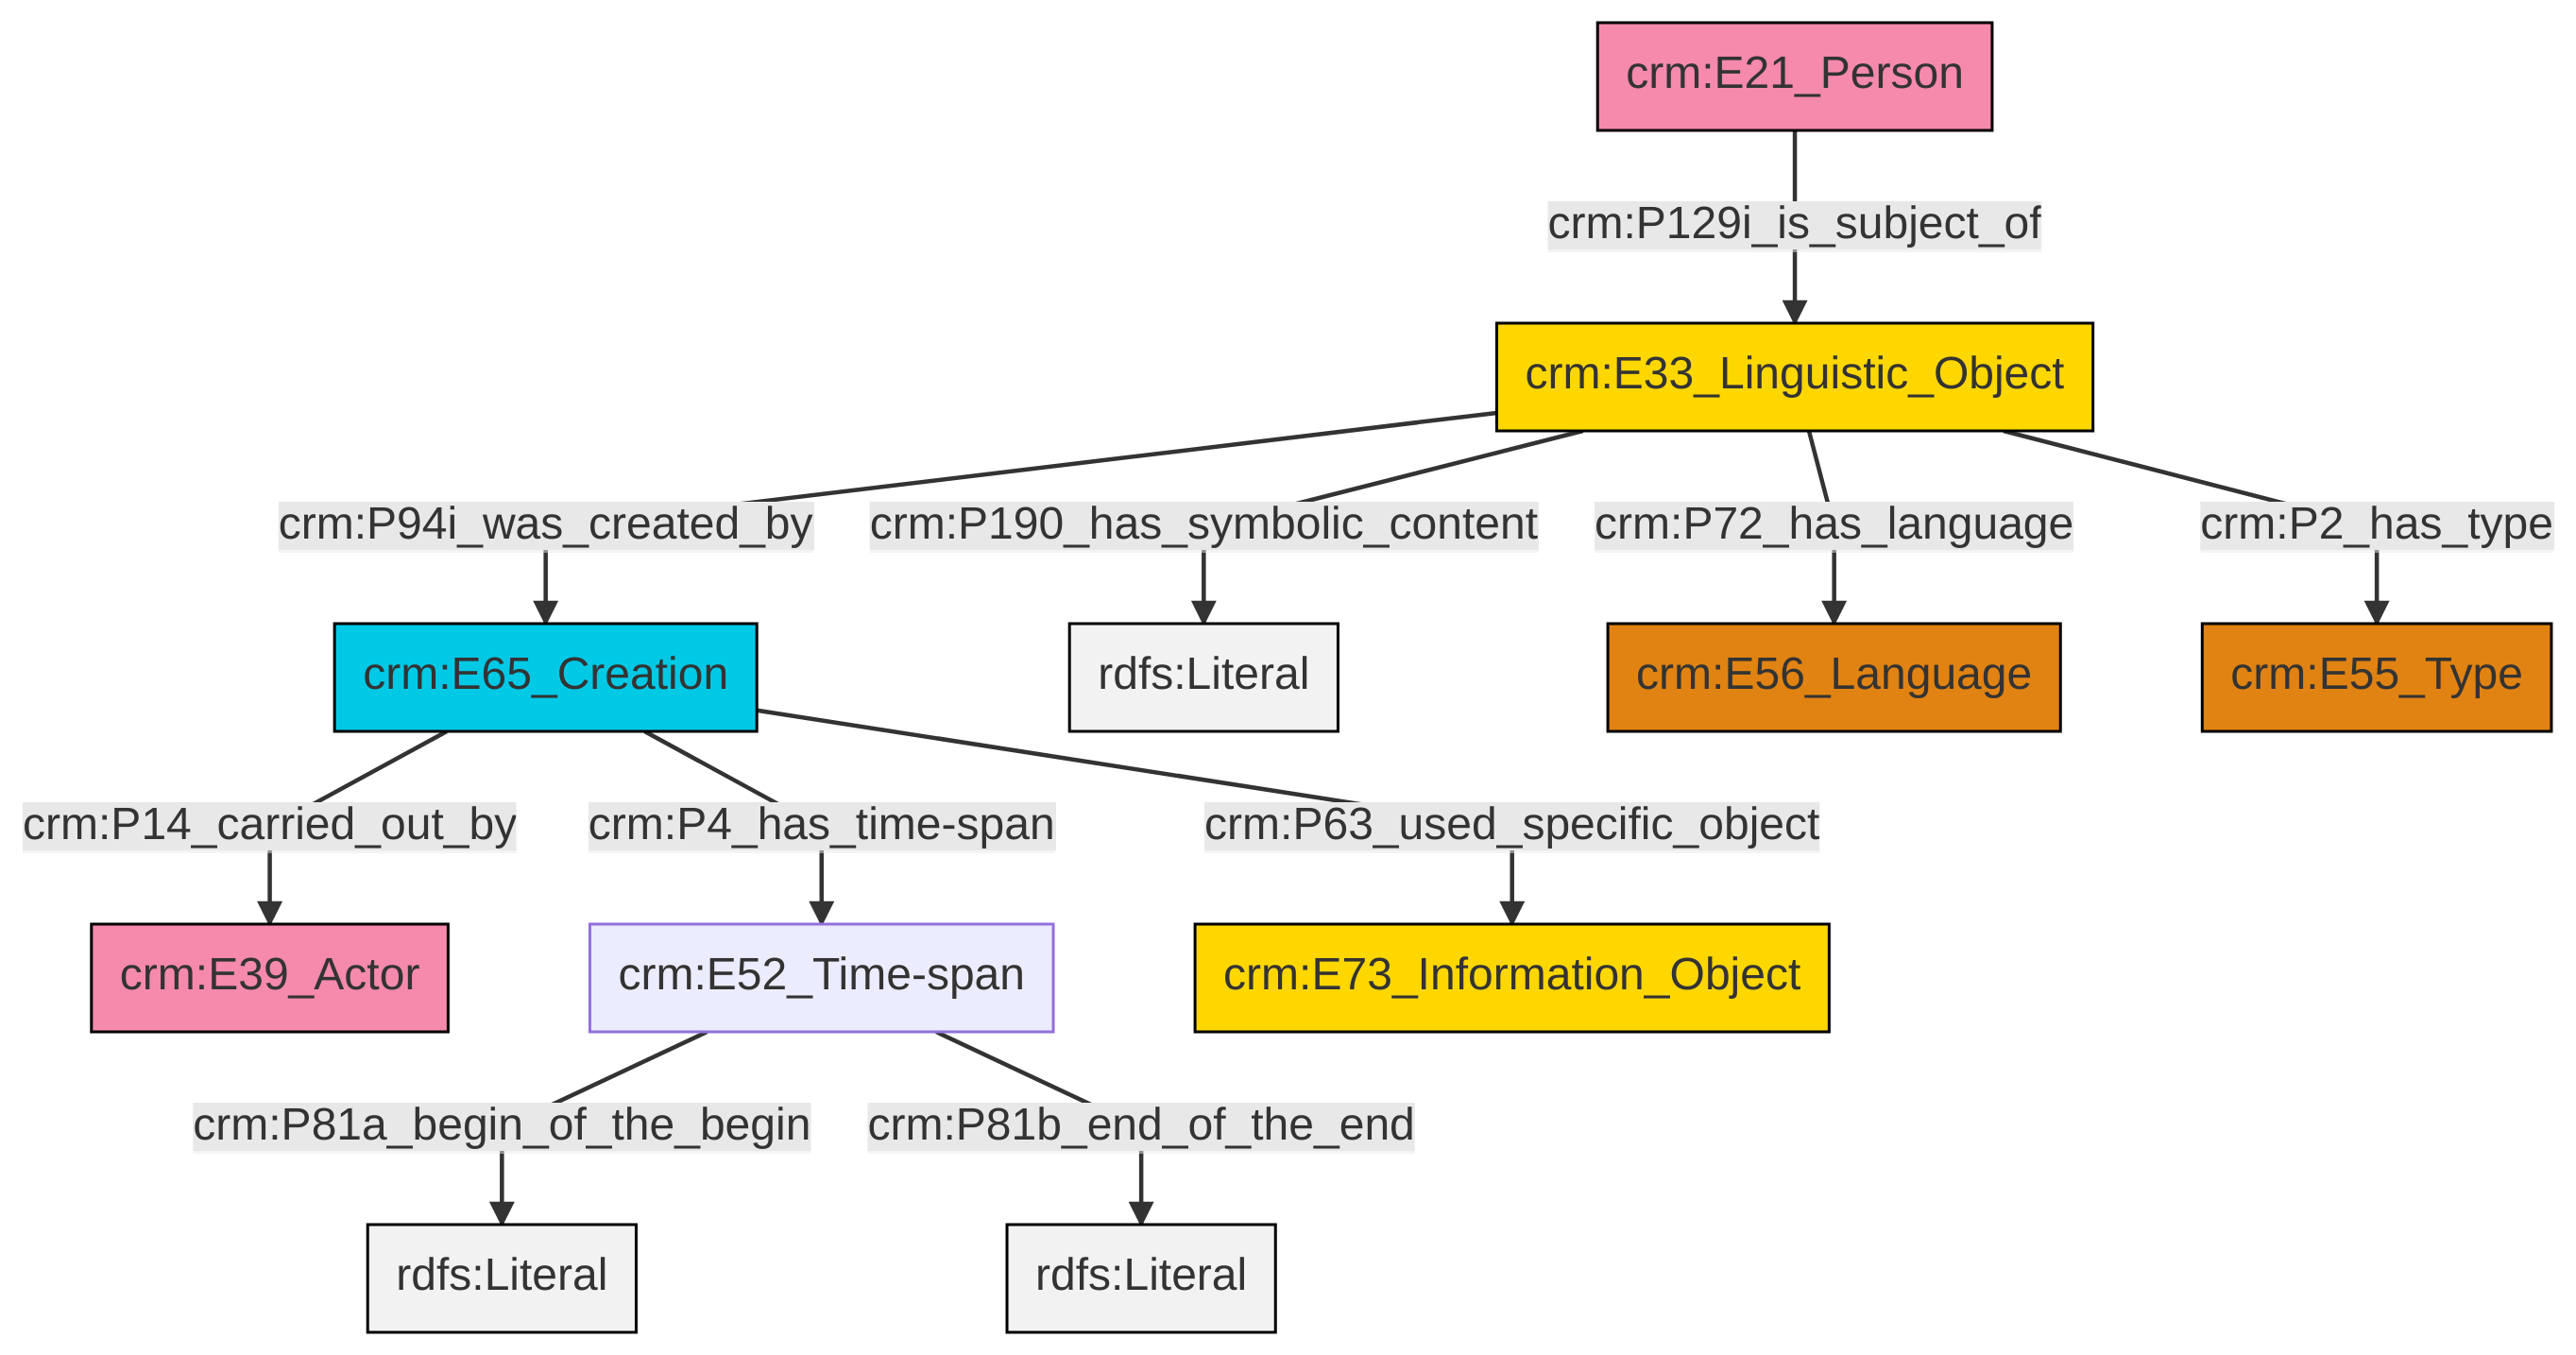 crm:E21_Person
crm:P129i_is_subject_of
crm:E33_Linguistic_Object
crm:P94i_was_created_by
crm:P190_has_symbolic_content
crm:P72_has_language
crm:P2_has_type
crm:E65_Creation
rdfs:Literal
crm:E56_Language
crm:E55_Type
crm:P14_carried_out_by
crm:P4_has_time-span
crm:P63_used_specific_object
crm:E39_Actor
crm:E52_Time-span
crm:E73_Information_Object
crm:P81a_begin_of_the_begin
crm:P81b_end_of_the_end
rdfs:Literal
rdfs:Literal